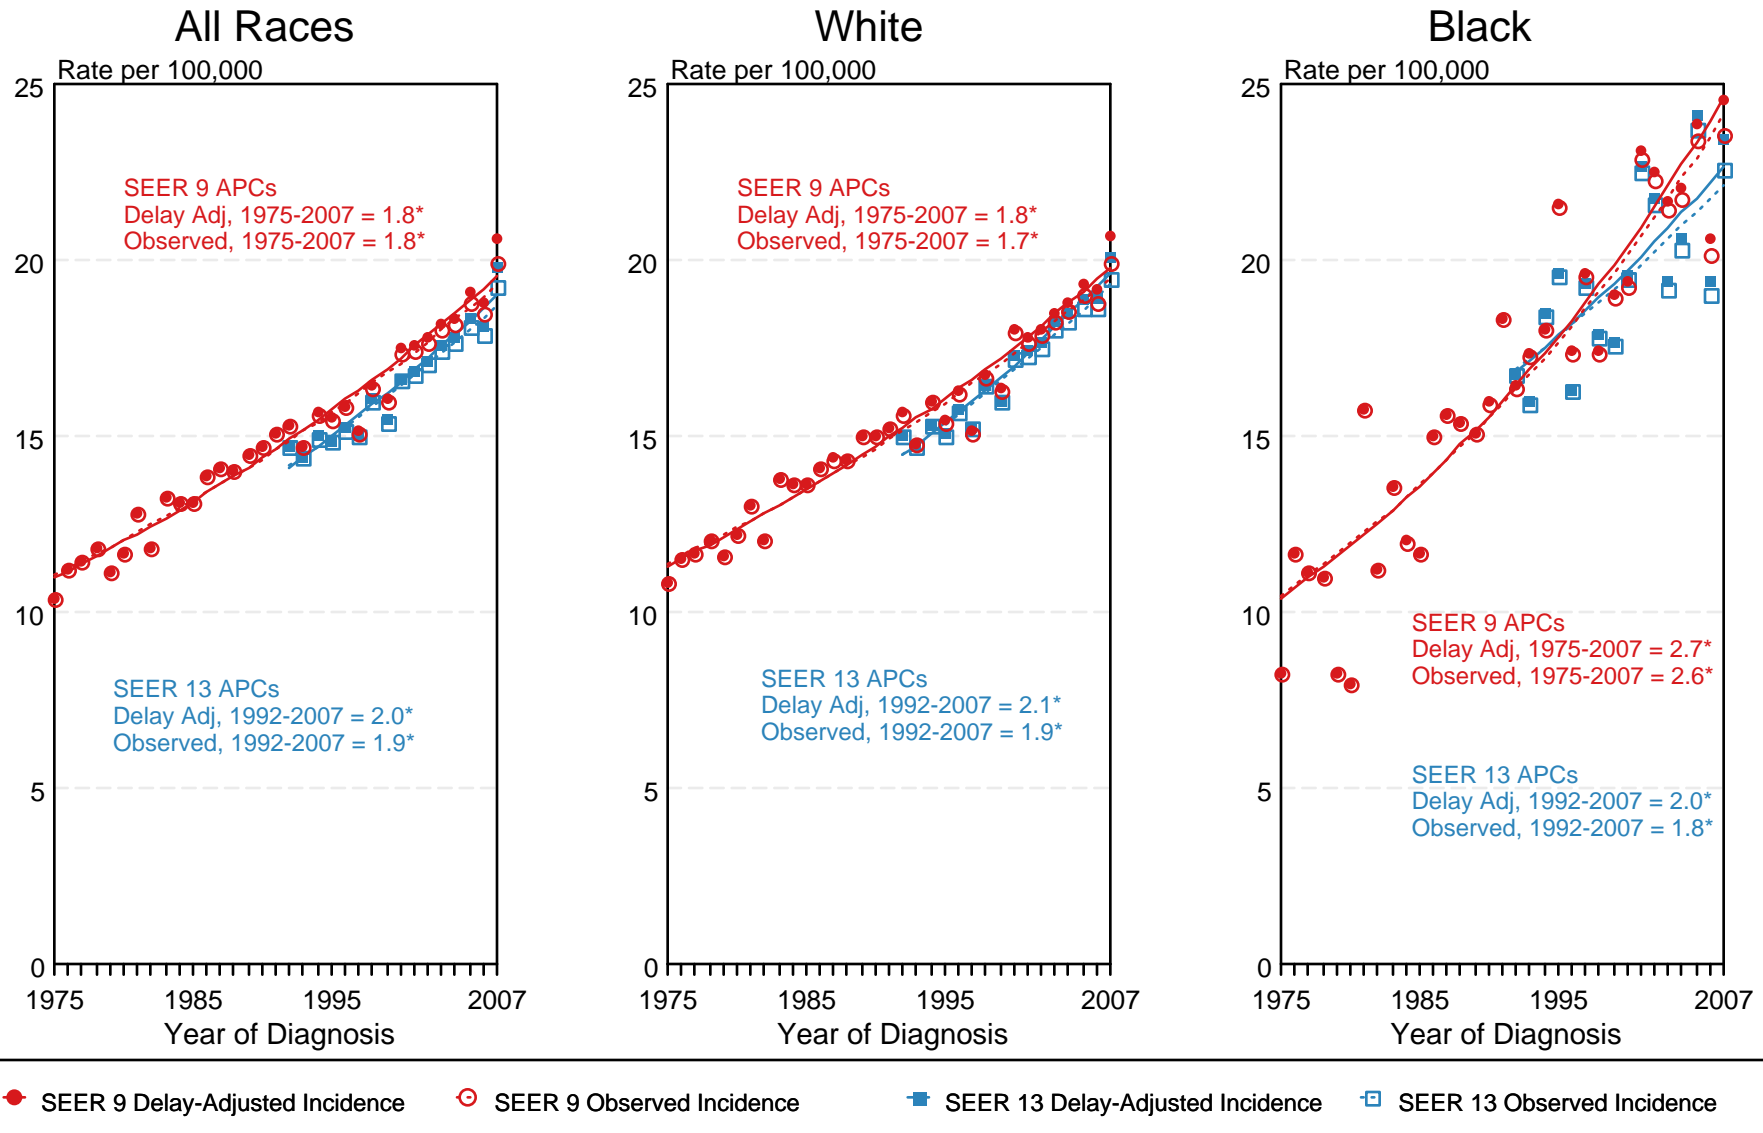 All Races
Rate per 100,000
25
20
15
10
5
0
SEER 9 APCs
Delay Adj, 1975-2007 = 1.8*
Observed, 1975-2007 = 1.8*
SEER 13 APCs
Delay Adj, 1992-2007 = 2.0*
Observed, 1992-2007 = 1.9*
1975 1985 1995 2007
Year of Diagnosis
White
Rate per 100,000
25
20
15
10
5
0
SEER 9 APCs
Delay Adj, 1975-2007 = 1.8*
Observed, 1975-2007 = 1.7*
SEER 13 APCs
Delay Adj, 1992-2007 = 2.1*
Observed, 1992-2007 = 1.9*
1975 1985 1995 2007
Year of Diagnosis
Black
Rate per 100,000
25
20
15
10
5
0
SEER 9 APCs
Delay Adj, 1975-2007 = 2.7*
Observed, 1975-2007 = 2.6*
SEER 13 APCs
Delay Adj, 1992-2007 = 2.0*
Observed, 1992-2007 = 1.8*
1975 1985 1995 2007
Year of Diagnosis
SEER 9 Delay-Adjusted Incidence
SEER 9 Observed Incidence
SEER 13 Delay-Adjusted Incidence
SEER 13 Observed Incidence